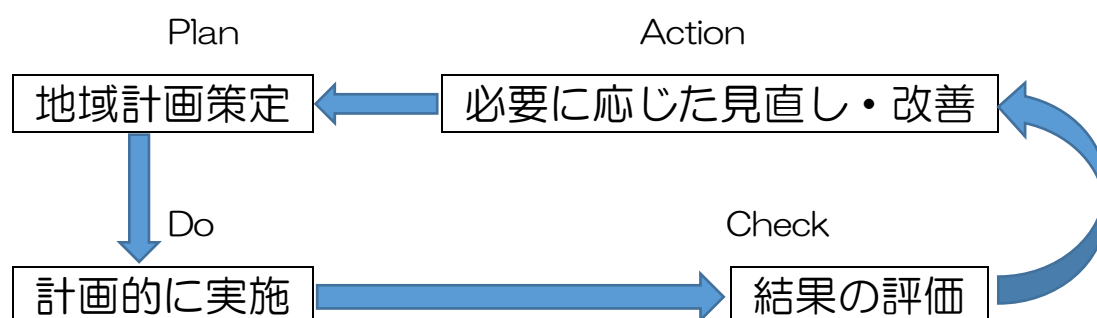 Plan
Action
地域計画策定
必要に応じた見直し・改善
Do
Check
計画的に実施
結果の評価